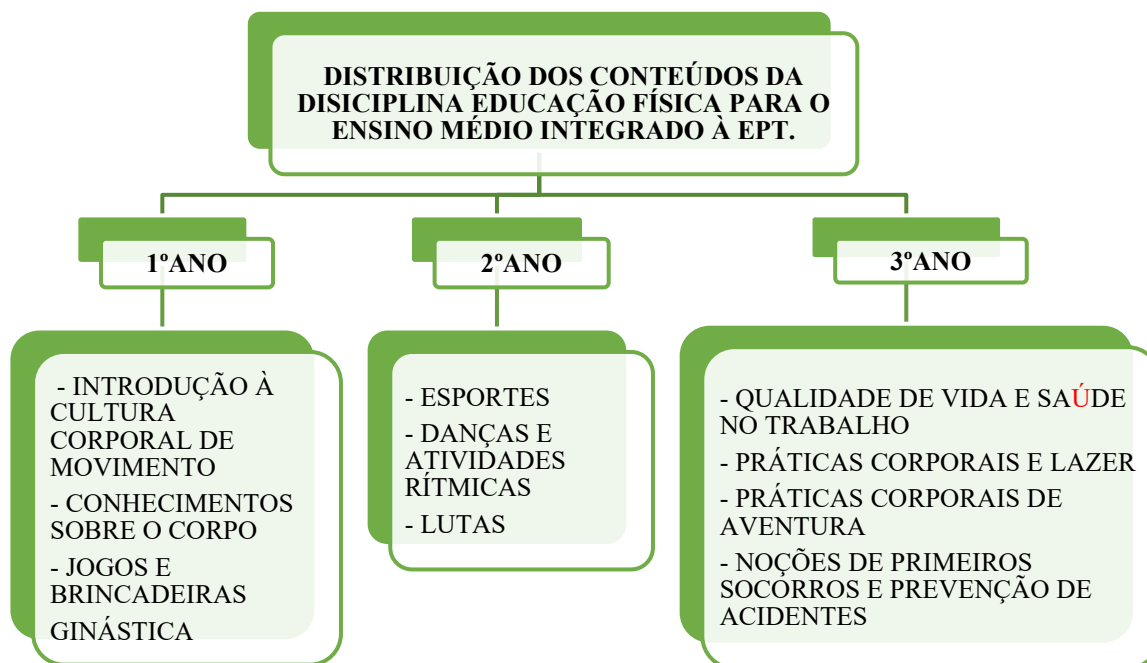 DISTRIBUIÇÃO DOS CONTEÚDOS DA
DISICIPLINA EDUCAÇÃO FÍSICA PARA O
ENSINO MÉDIO INTEGRADO À EPT.
1ºANO
- INTRODUÇÃO À
CULTURA
CORPORAL DE
MOVIMENTO
- CONHECIMENTOS
SOBRE O CORPO
- JOGOS E
BRINCADEIRAS
GINÁSTICA
2ºANO
- ESPORTES
- DANÇAS E
ATIVIDADES
RÍTMICAS
- LUTAS
3ºANO
- QUALIDADE DE VIDA E SAÚDE
NO TRABALHO
- PRÁTICAS CORPORAIS E LAZER
- PRÁTICAS CORPORAIS DE
AVENTURA
- NOÇÕES DE PRIMEIROS
SOCORROS E PREVENÇÃO DE
ACIDENTES